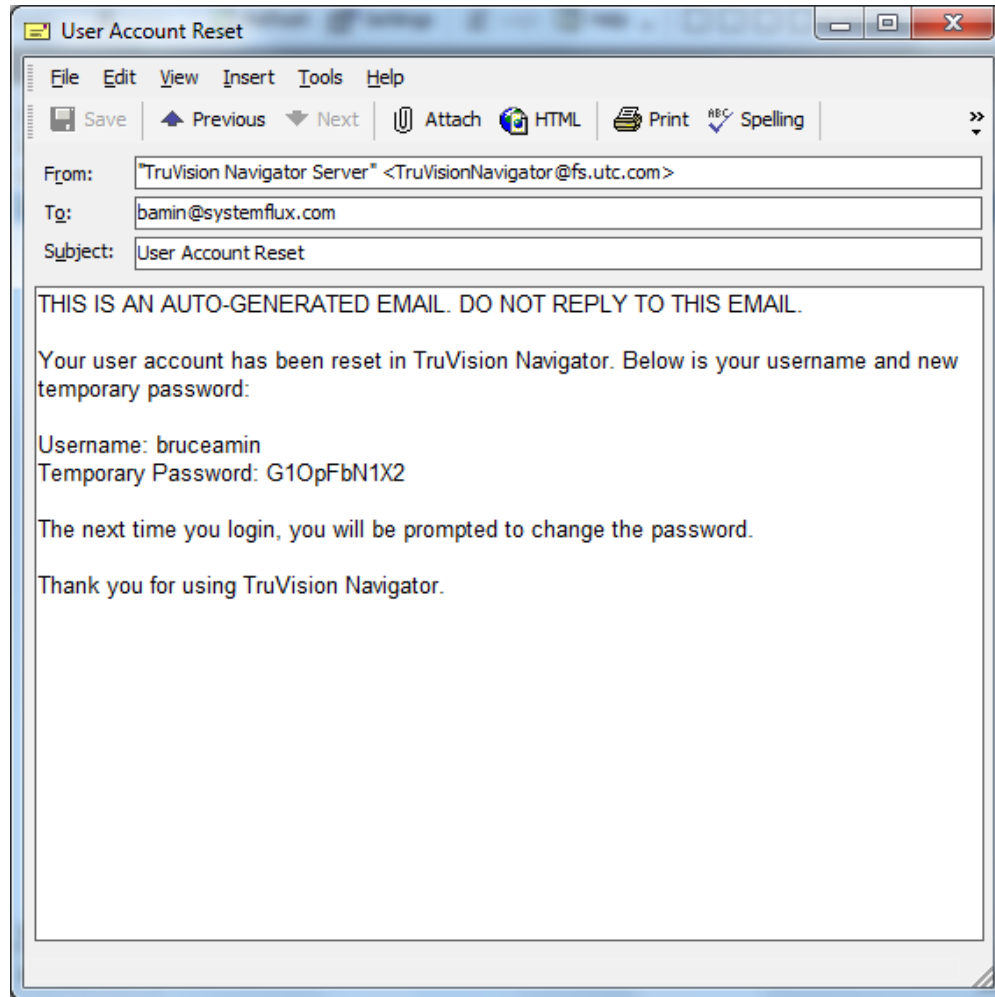 User Account Reset
File Edit View Insert Tools Help
Save Previous Next Attach HTML Print ABC Spelling
From: "TruVision Navigator Server" <TruVisionNavigator@fs.utc.com>
To: bamin@systemflux.com
Subject: User Account Reset
THIS IS AN AUTO-GENERATED EMAIL. DO NOT REPLY TO THIS EMAIL.
Your user account has been reset in TruVision Navigator. Below is your username and new
temporary password:
Username: bruceamin
Temporary Password: G1OpFbN1X2
The next time you login, you will be prompted to change the password.
Thank you for using TruVision Navigator.